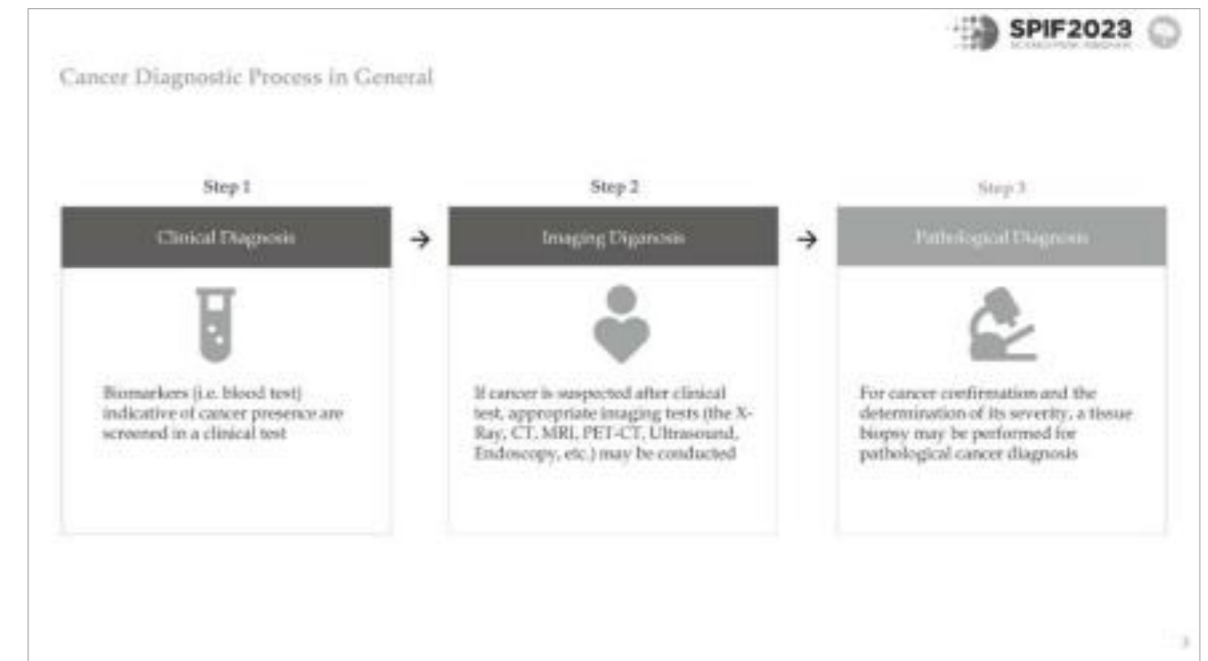 SPIF2023
Cancer Diagnostic Process in General
Step 1
Clinical Diagnosis
Biomarkers (i.e. blood test)
indicative of cancer presence are
screened in a clinical test
Step 2
Imaging Diganosis
If cancer is suspected after clinical
test, appropriate imaging tests (the X-
Ray, CT, MRI, PET-CT, Ultrasound,
Endoscopy, etc.) may be conducted
Step 3
Pathological Diagnosis
For cancer confirmation and the
determination of its severity, a tissue
biopsy may be performed for
pathological cancer diagnosis
3